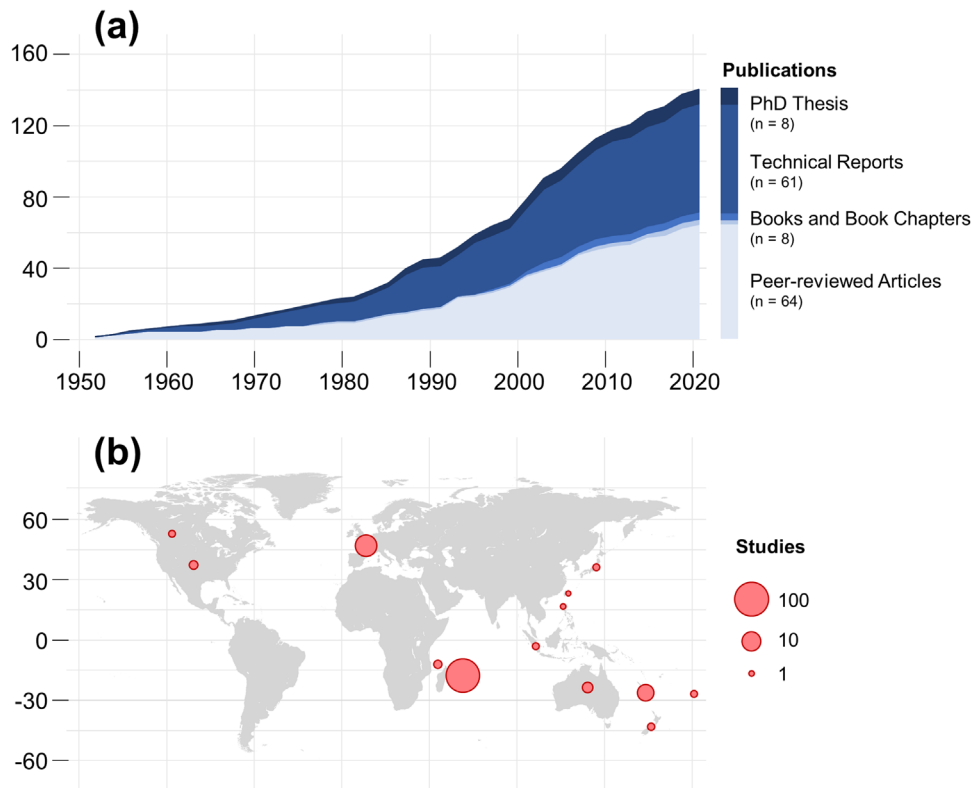 (a)
160
120
80
40
0
1950 1960 1970 1980 1990 2000 2010 2020
Publications
PhD Thesis
(n = 8)
Technical Reports
(n = 61)
Books and Book Chapters
(n = 8)
Peer-reviewed Articles
(n = 64)
(b)
60
30
0
-30
-60
Studies
100
10
1